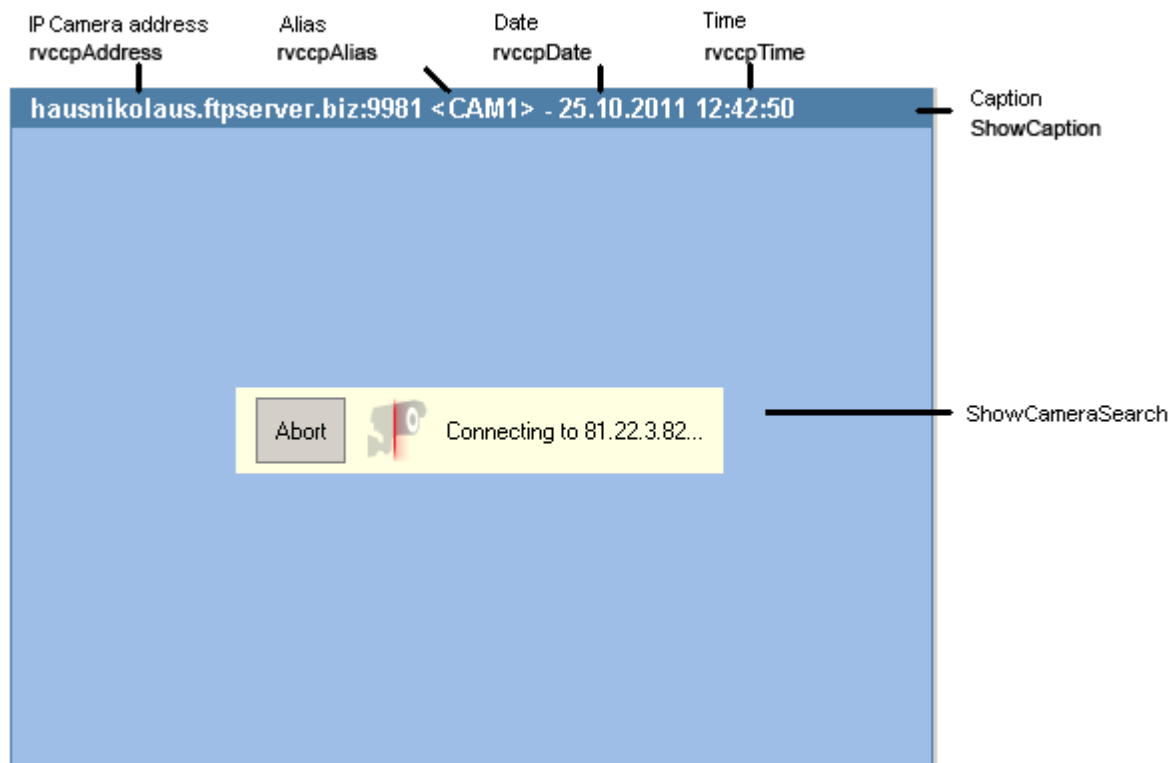 IP Camera address
rvccpAddress
Alias
rvccpAlias
Date
rvccpDate
Time
rvccpTime
hausnikolaus.ftpserver.biz:9981 <CAM1> - 25.10.2011 12:42:50
Caption
ShowCaption
Abort
Connecting to 81.22.3.82...
ShowCameraSearch